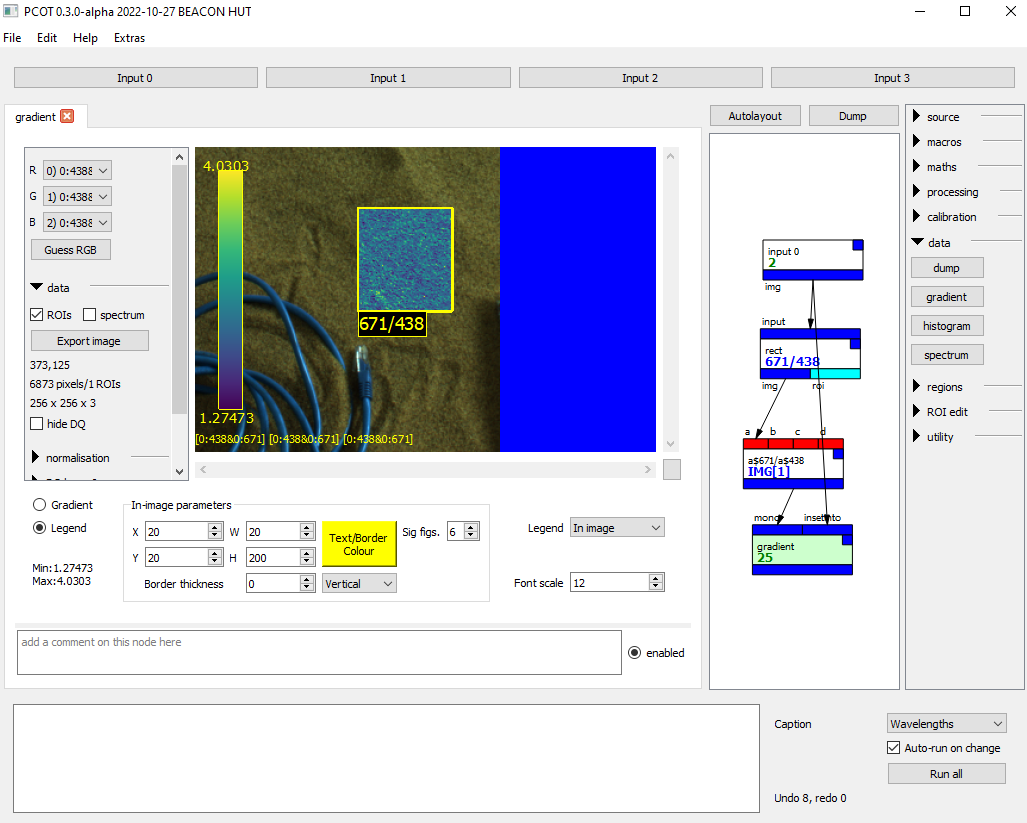 PCOT 0.3.0-alpha 2022-10-27 BEACON HUT
File Edit Help Extras
Input 0 Input 1 Input 2 Input 3
gradient
R 0) 0:438&
G 1) 0:438&
B 2) 0:438&
Guess RGB
data
ROIs spectrum
Export image
373,125
6873 pixels/1 ROIs
256 x 256 x 3
hide DQ
normalisation
4.0303
671/438
1.27473
[0:438&0:671] [0:438&0:671] [0:438&0:671]
Gradient
Legend
Min:1.27473
Max:4.0303
In-image parameters
X 20 W 20
Y 20 H 200
Border thickness 0
Text/Border
Colour
Vertical
Sig figs. 6
Legend In image
Font scale 12
add a comment on this node here
enabled
Autolayout Dump
input 0
2
img
input
rect
671/438
img roi
a b c d
a$671/a$438
IMG[1]
mono insetinto
gradient
25
source
macros
maths
processing
calibration
data
dump
gradient
histogram
spectrum
regions
ROI edit
utility
Caption Wavelengths
Auto-run on change
Run all
Undo 8, redo 0